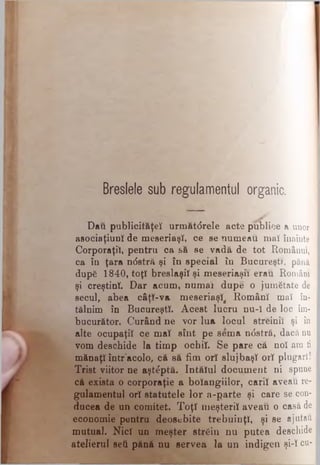 Breslele sub regulamentul organic.
Daŭ publicităţeĭ următórele acte publice a unor
asociaţiunĭ de meseriaşĭ, ce se numeaŭ maĭ înainte
Corporaţiĭ, pentru ca să se vadă de tot Românuĭ,
ca în ţara nóstră şi în special în Bucureştĭ, până
după 1840, toţĭ breslaşiĭ şi meseriaşiĭ eraŭ Românĭ
şi creştinĭ. Dar acum, numaĭ după o jumětate de
secul, abea câţĭ-va meseriaşĭ, Românĭ maĭ în-
tâlnim în Bucureştĭ. Acest lucru nu-ĭ de loc îm-
bucurător. Curând ne vor lua locul streiniĭ şi în
alte ocupaţiĭ ce maĭ sînt pe séma nóstră, dacă nu
vom deschide la timp ochiĭ. Se pare că noĭ am fi
mânaţĭ într'acolo, că să fim orĭ slujbaşĭ orĭ plugarĭ!
Trist viitor ne aştéptă. Intăiul document ni spune
că exista o corporaţie a boiangiilor, cariĭ aveaŭ re-
gulamentul orĭ statutele lor a-parte şi care se con-
ducea de un comitet. Toţĭ meşteriĭ aveaŭ o casă de
economie pentru deosebite trebuinţĭ, şi se ajutaŭ
mutual. Nicĭ un meşter strein nu putea deschide
atelierul seŭ până nu servea la un indigen şi-ĭ cu-